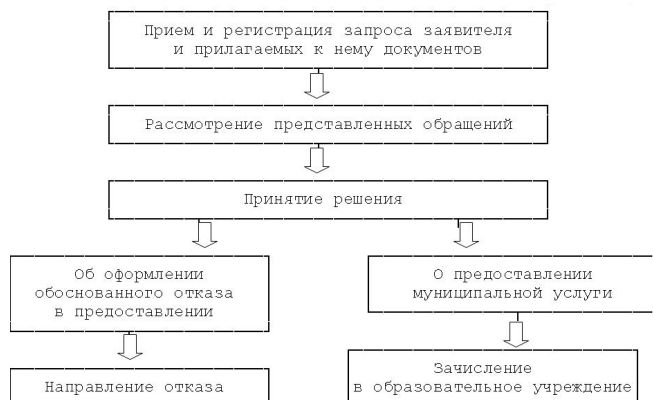 Прием и регистрация запроса заявителя
и прилагаемых к нему документов
Рассмотрение представленных обращений
Принятие решения
Об оформлении
обоснованного отказа
в предоставлении
О предоставлении
муниципальной услуги
Направление отказа
Зачисление
в образовательное учреждение